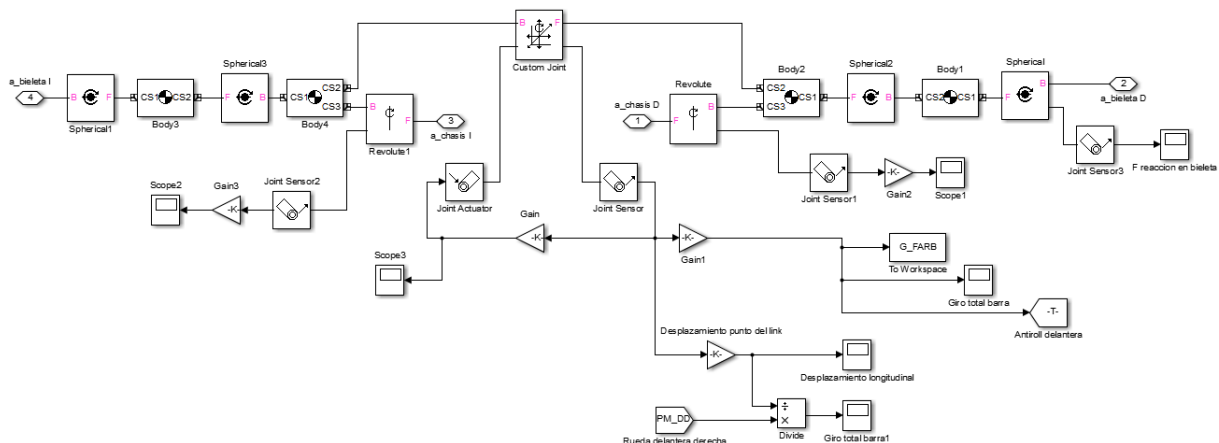 B F
Custom Joint
a_bieleta I
4
B F
Spherical1
CS1 CS2
Body3
Spherical3
F B
CS1 CS2
CS3
Body4
B F
Revolute1
3
a_chasis I
a_chasis D
1
Revolute
B
F
CS2
CS3 CS1
Body2
Spherical2
F B
Body1
CS2 CS1
Spherical
F B
2
a_bieleta D
Joint Sensor3
F reaccion en bieleta
Scope2
Gain3
-K-
Joint Sensor2
Joint Actuator
Joint Sensor
Joint Sensor1
-K-
Gain2
Scope1
Gain
-K-
Scope3
-K-
Gain1
G_FARB
To Workspace
Giro total barra
-T-
Antiroll delantera
Desplazamiento punto del link
-K-
Desplazamiento longitudinal
PM_DD
Rueda delantera derecha
÷
×
Divide
Giro total barra1